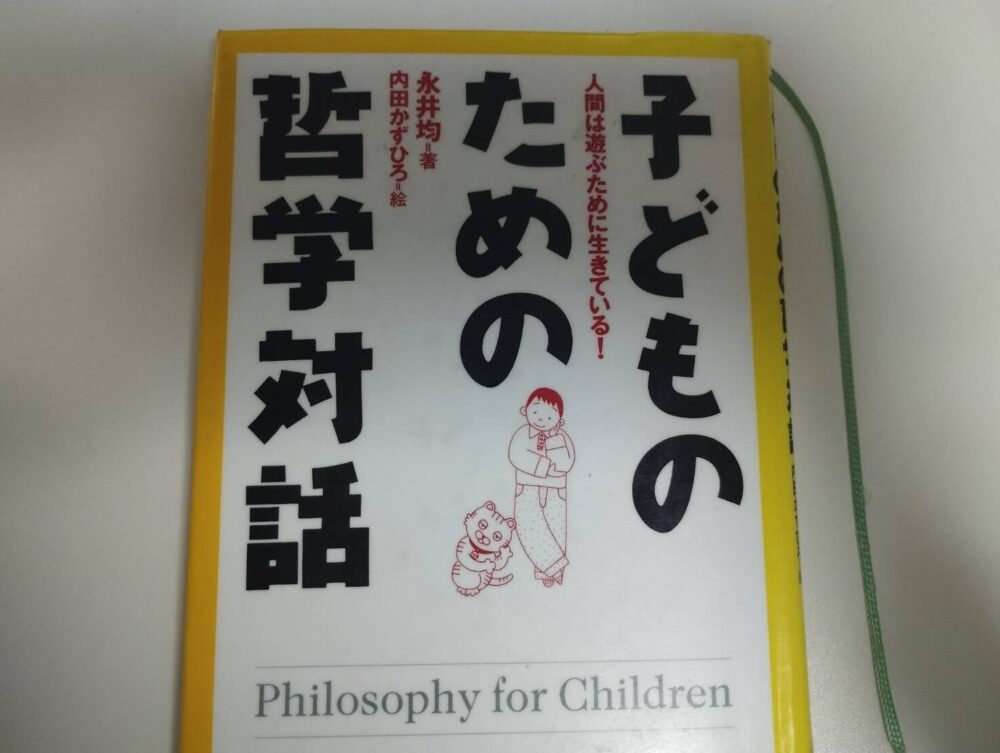 子どもの
人間は遊ぶために生きている！
ための
永井均=著
内田かずひろ=絵
哲学対話
Philosophy for Children